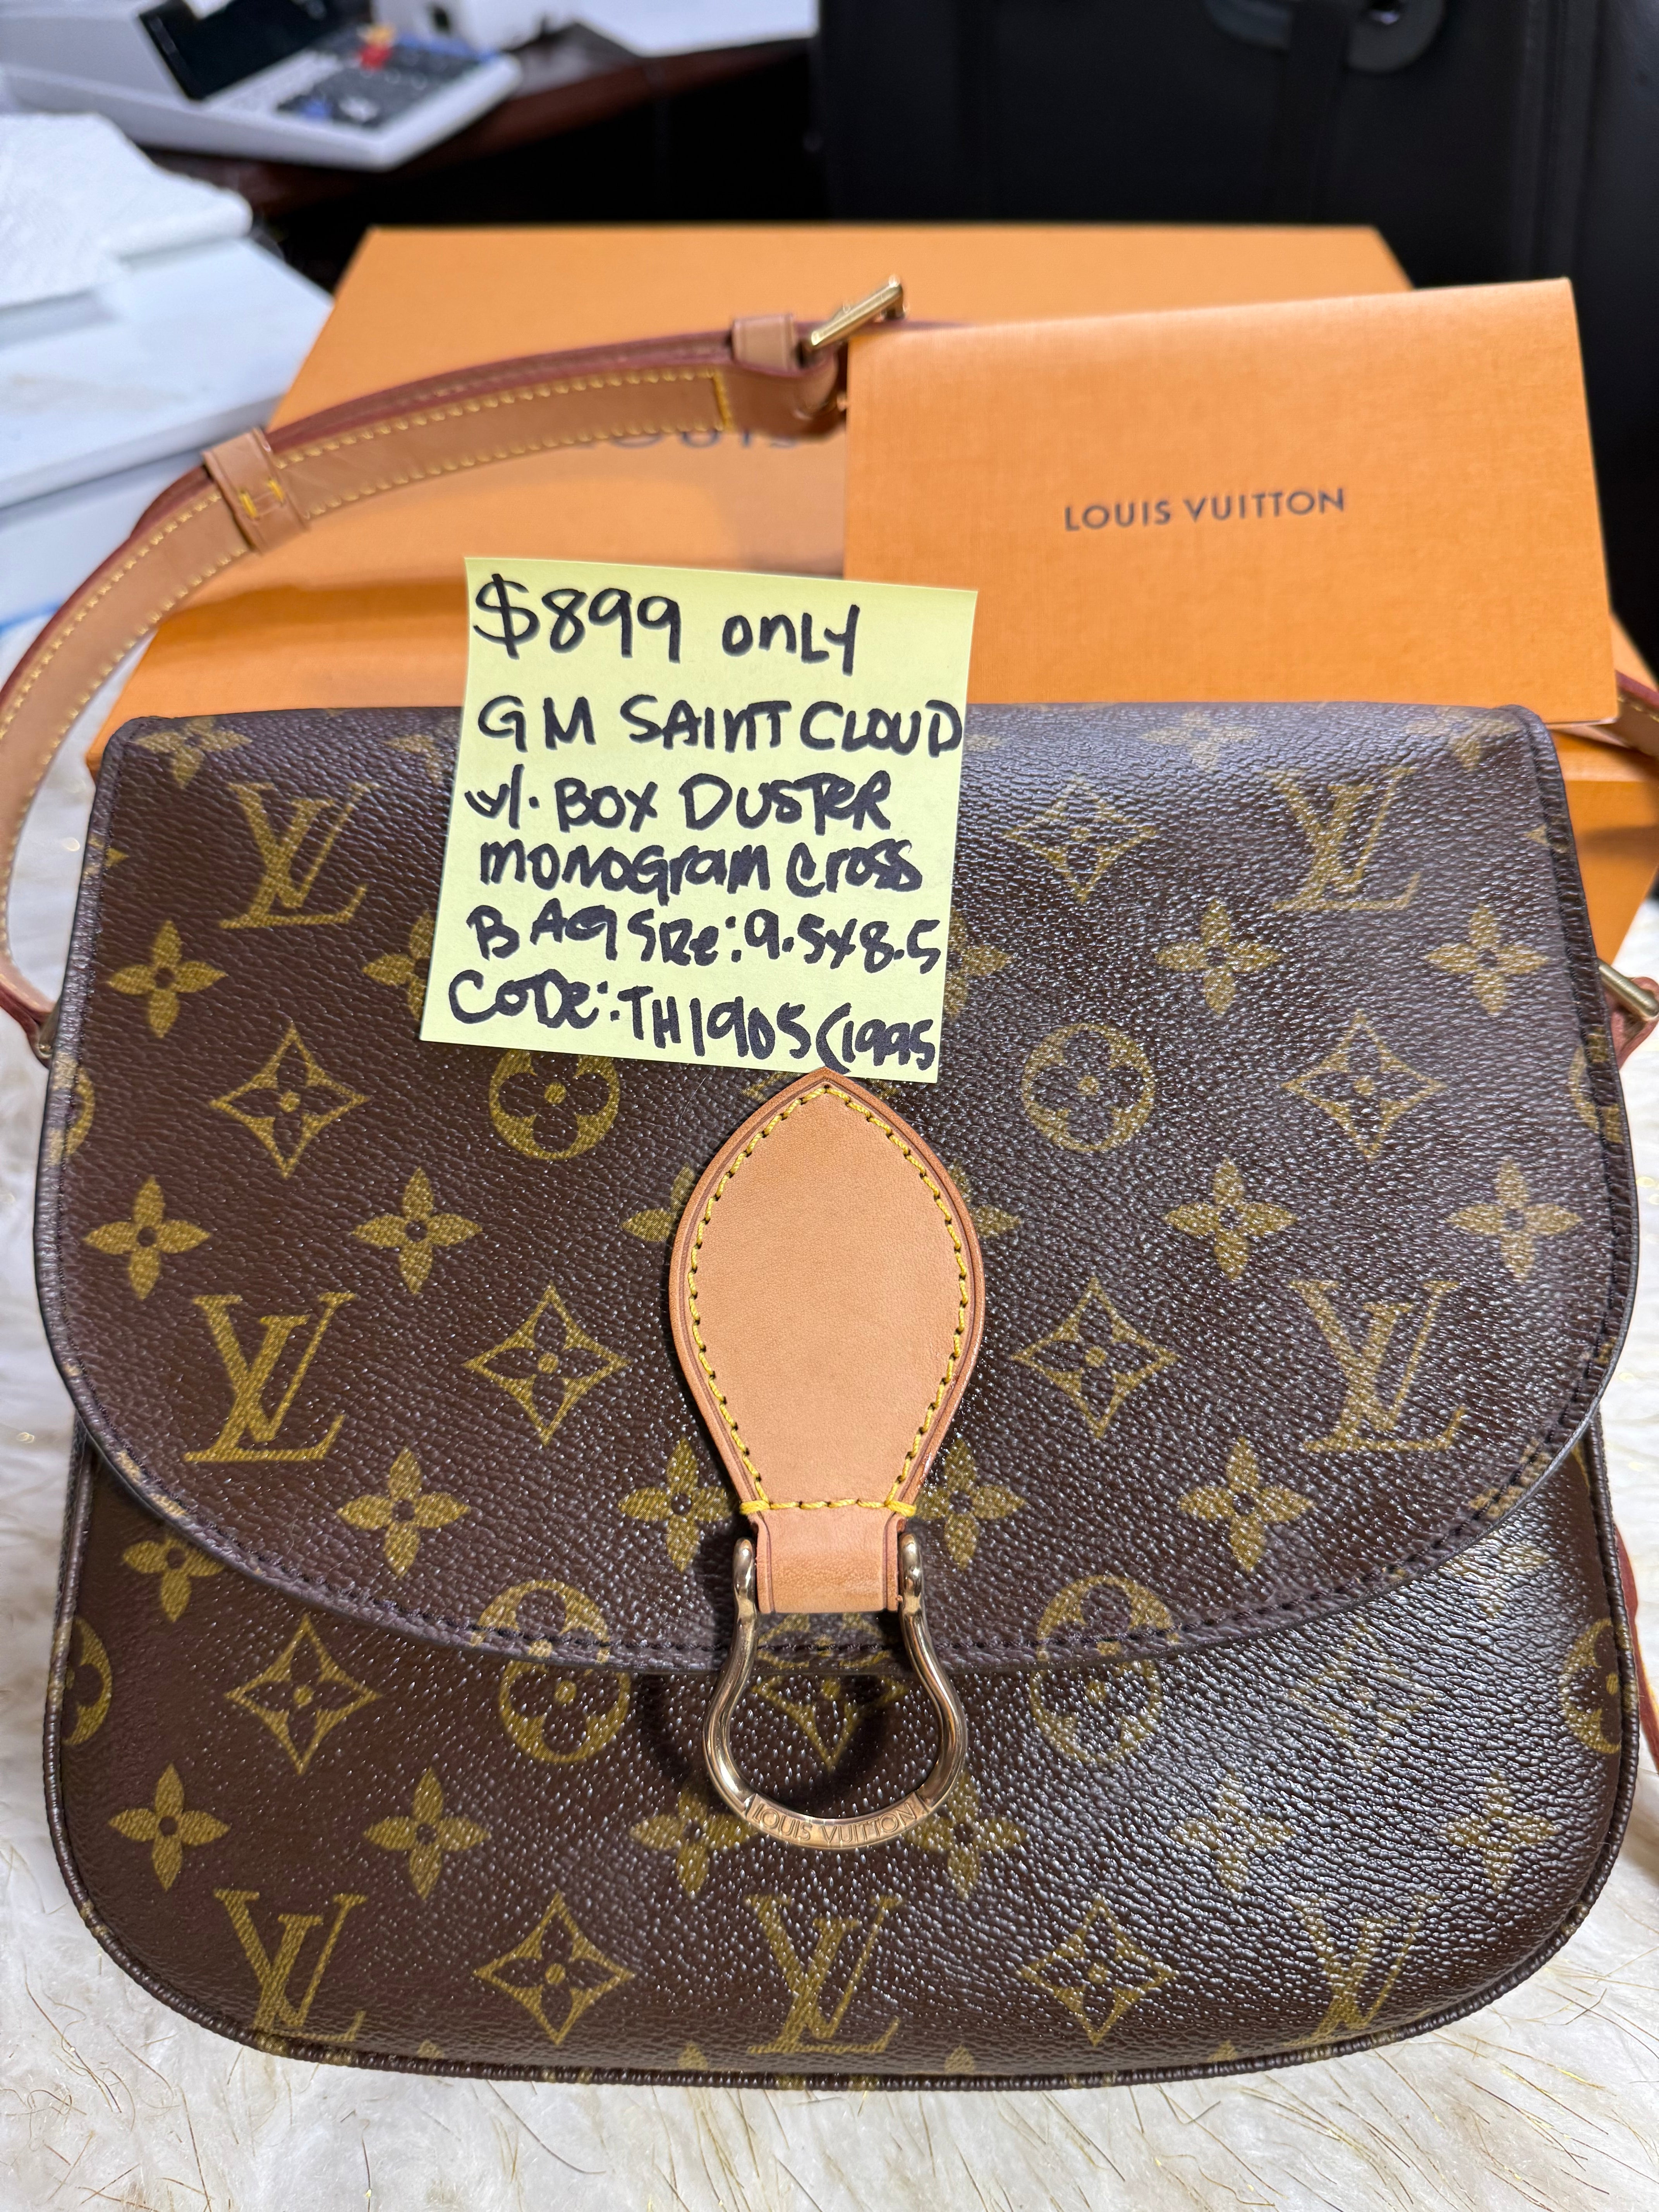 LOUIS VUITTON
$899 only
GM SAINT CLOUD
w/. BOX DUSTER
monogram cross
BAG Size: 9.5x8.5
Code: TH1905 (1995
LOUIS VUITTON